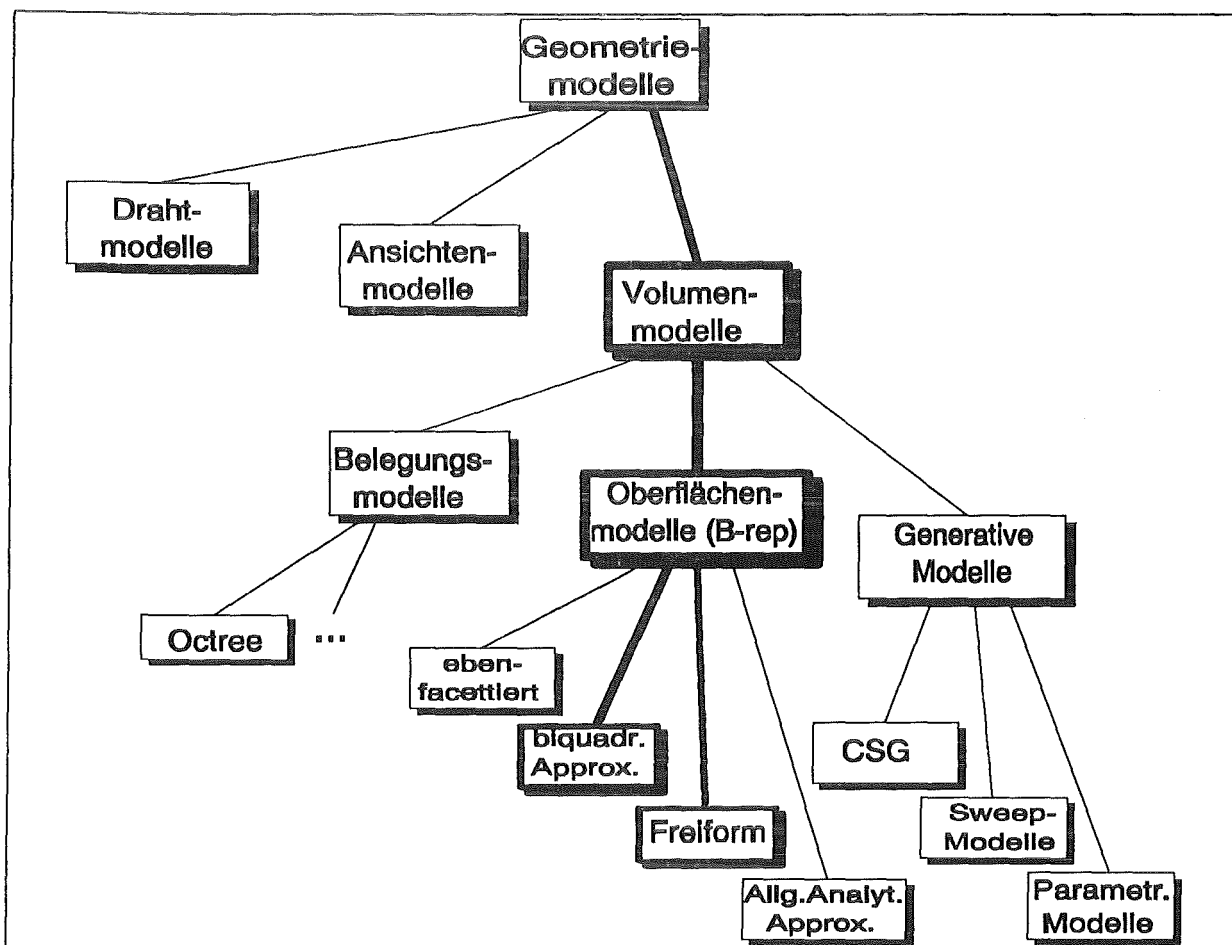 Geometrie-
modelle
Draht-
modelle
Ansichten-
modelle
Volumen-
modelle
Belegungs-
modelle
Oberflächen-
modelle (B-rep)
Generative
Modelle
Octree
...
eben-
facettiert
biquadr.
Approx.
Freiform
Allg.Analyt.
Approx.
CSG
Sweep-
Modelle
Parametr.
Modelle